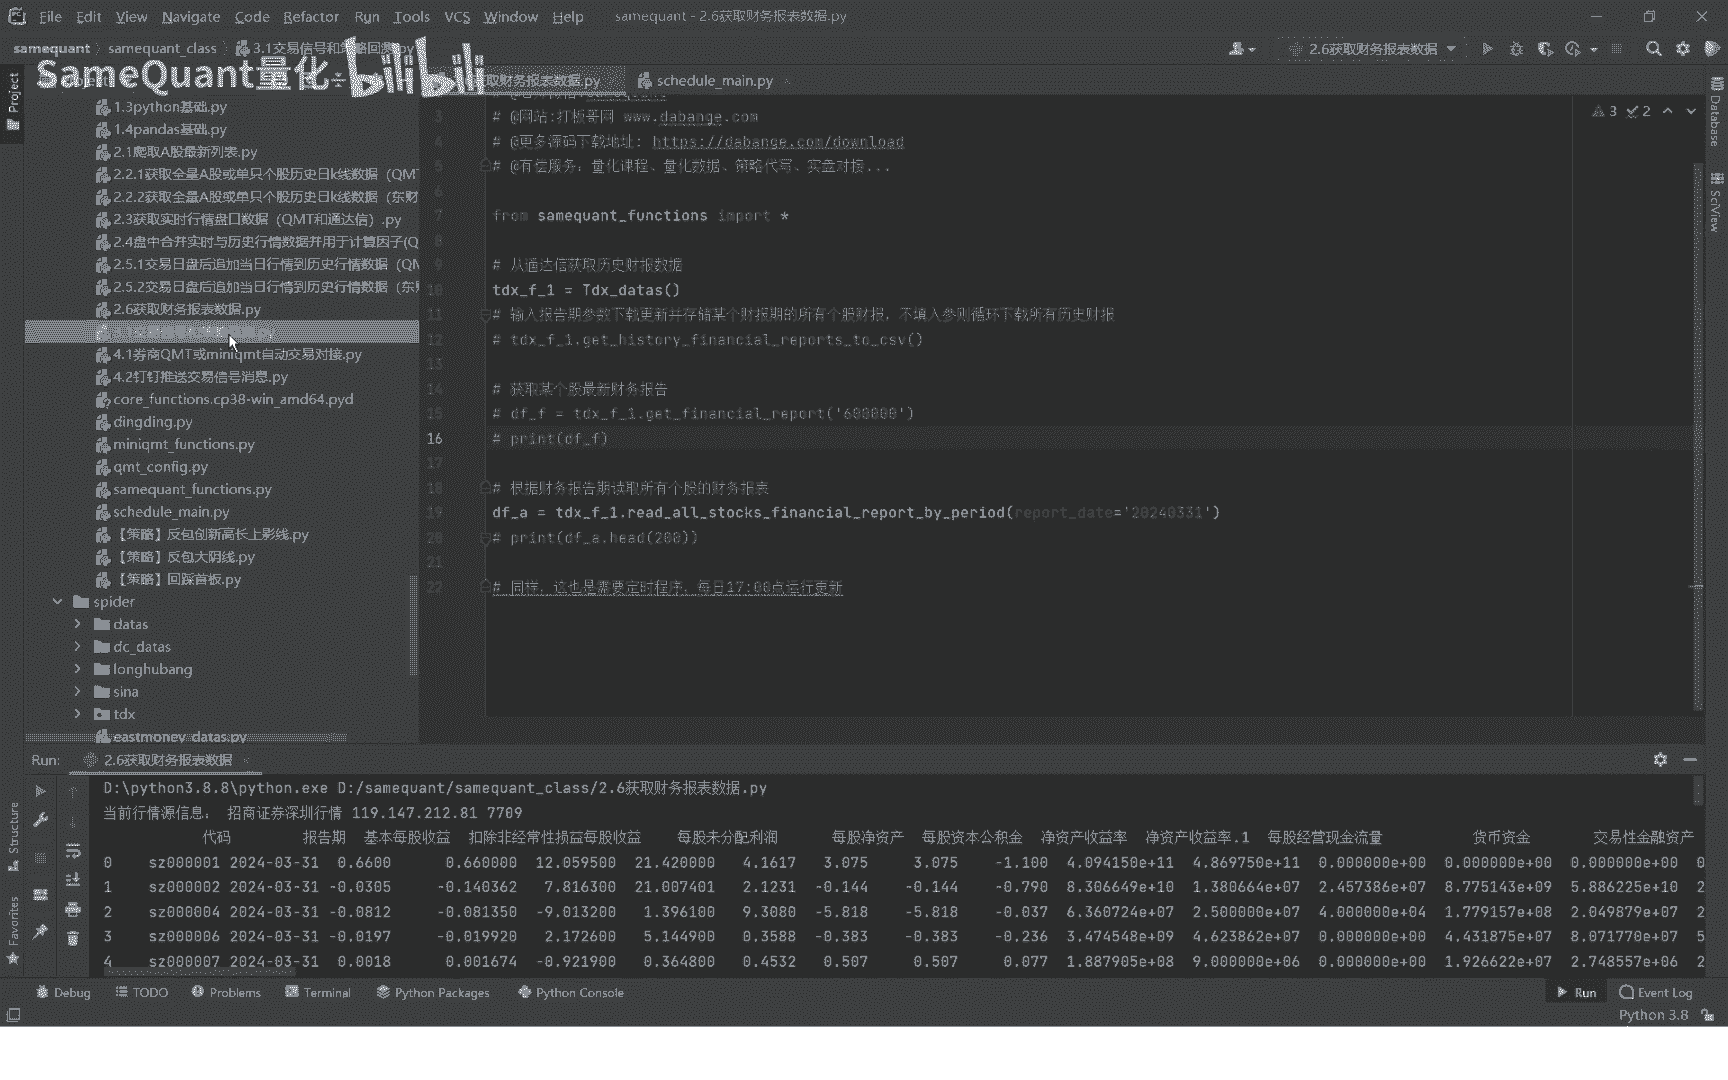 File Edit View Navigate Code Refactor Run Tools VCS Window Help samequant - 2.6获取财务报表数据.py
samequant samequant_class 3.1交易信号和策略回测.py 2.6获取财务报表数据
SameQuant量化 bilibili
取财务报表数据.py schedule_main.py
Project
1.3python基础.py
1.4pandas基础.py
2.1爬取A股最新列表.py
2.2.1获取全量A股或单只个股历史日k线数据（QMT
2.2.2获取全量A股或单只个股历史日k线数据（东财
2.3获取实时行情盘口数据（QMT和通达信）.py
2.4盘中合并实时与历史行情数据并用于计算因子(Q
2.5.1交易日盘后追加当日行情到历史行情数据（QM
2.5.2交易日盘后追加当日行情到历史行情数据（东财
2.6获取财务报表数据.py
4.1券商QMT或miniqmt自动交易对接.py
4.2钉钉推送交易信号消息.py
core_functions.cp38-win_amd64.pyd
dingding.py
miniqmt_functions.py
qmt_config.py
samequant_functions.py
schedule_main.py
【策略】反包创新高长上影线.py
【策略】反包大阴线.py
【策略】回踩首板.py
spider
datas
dc_datas
longhubang
sina
tdx
eastmoney_datas.py
3 # @网站:打板哥网 www.dabange.com
4 # @更多源码下载地址: https://dabange.com/download
5 # @有偿服务: 量化课程、量化数据、策略代写、实盘对接...
6
7 from samequant_functions import *
8
9 # 从通达信获取历史财报数据
10 tdx_f_1 = Tdx_datas()
11 # 输入报告期参数下载更新并存储某个财报期的所有个股财报, 不填入参则循环下载所有历史财报
12 # tdx_f_1.get_history_financial_reports_to_csv()
13
14 # 获取某个股最新财务报告
15 # df_f = tdx_f_1.get_financial_report('600000')
16 # print(df_f)
17
18 # 根据财务报告期读取所有个股的财务报表
19 df_a = tdx_f_1.read_all_stocks_financial_report_by_period(report_date='20240331')
20 # print(df_a.head(200))
21
22 # 同样, 这也是需要定时程序, 每日17:00点运行更新
3 2
Database
SciView
Run: 2.6获取财务报表数据
Structure
Favorites
D:\python3.8.8\python.exe D:/samequant/samequant_class/2.6获取财务报表数据.py
当前行情源信息: 招商证券深圳行情 119.147.212.81 7709
代码 报告期 基本每股收益 扣除非经常性损益每股收益 每股未分配利润 每股净资产 每股资本公积金 净资产收益率 净资产收益率.1 每股经营现金流量 货币资金 交易性金融资产
0 sz000001 2024-03-31 0.6600 0.660000 12.059500 21.420000 4.1617 3.075 3.075 -1.100 4.094150e+11 4.869750e+11 0.000000e+00 0.000000e+00 0.000000e+00 0
1 sz000002 2024-03-31 -0.0305 -0.140362 7.816300 21.007401 2.1231 -0.144 -0.144 -0.790 8.306649e+10 1.380664e+07 2.457386e+07 8.775143e+09 5.886225e+10 2
2 sz000004 2024-03-31 -0.0812 -0.081350 -9.013200 1.396100 9.3080 -5.818 -5.818 -0.037 6.360724e+07 2.500000e+07 4.000000e+04 1.779157e+08 2.049879e+07 2
3 sz000006 2024-03-31 -0.0197 -0.019920 2.172600 5.144900 0.3588 -0.383 -0.383 -0.236 3.474548e+09 4.623862e+07 0.000000e+00 4.431875e+07 8.071770e+07 5
4 sz000007 2024-03-31 0.0018 0.001674 -0.921900 0.364800 0.4532 0.507 0.507 0.077 1.887905e+08 9.000000e+06 0.000000e+00 1.926622e+07 2.748557e+06 2
Debug TODO Problems Terminal Python Packages Python Console Run Event Log
Python 3.8